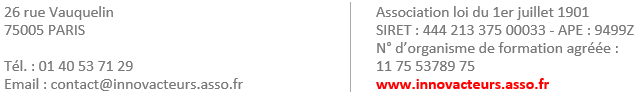 26 rue Vauquelin
75005 PARIS
Tél. : 01 40 53 71 29
Email : contact@innovacteurs.asso.fr
Association loi du 1er juillet 1901
SIRET : 444 213 375 00033 - APE : 9499Z
N° d’organisme de formation agréée :
11 75 53789 75
www.innovacteurs.asso.fr